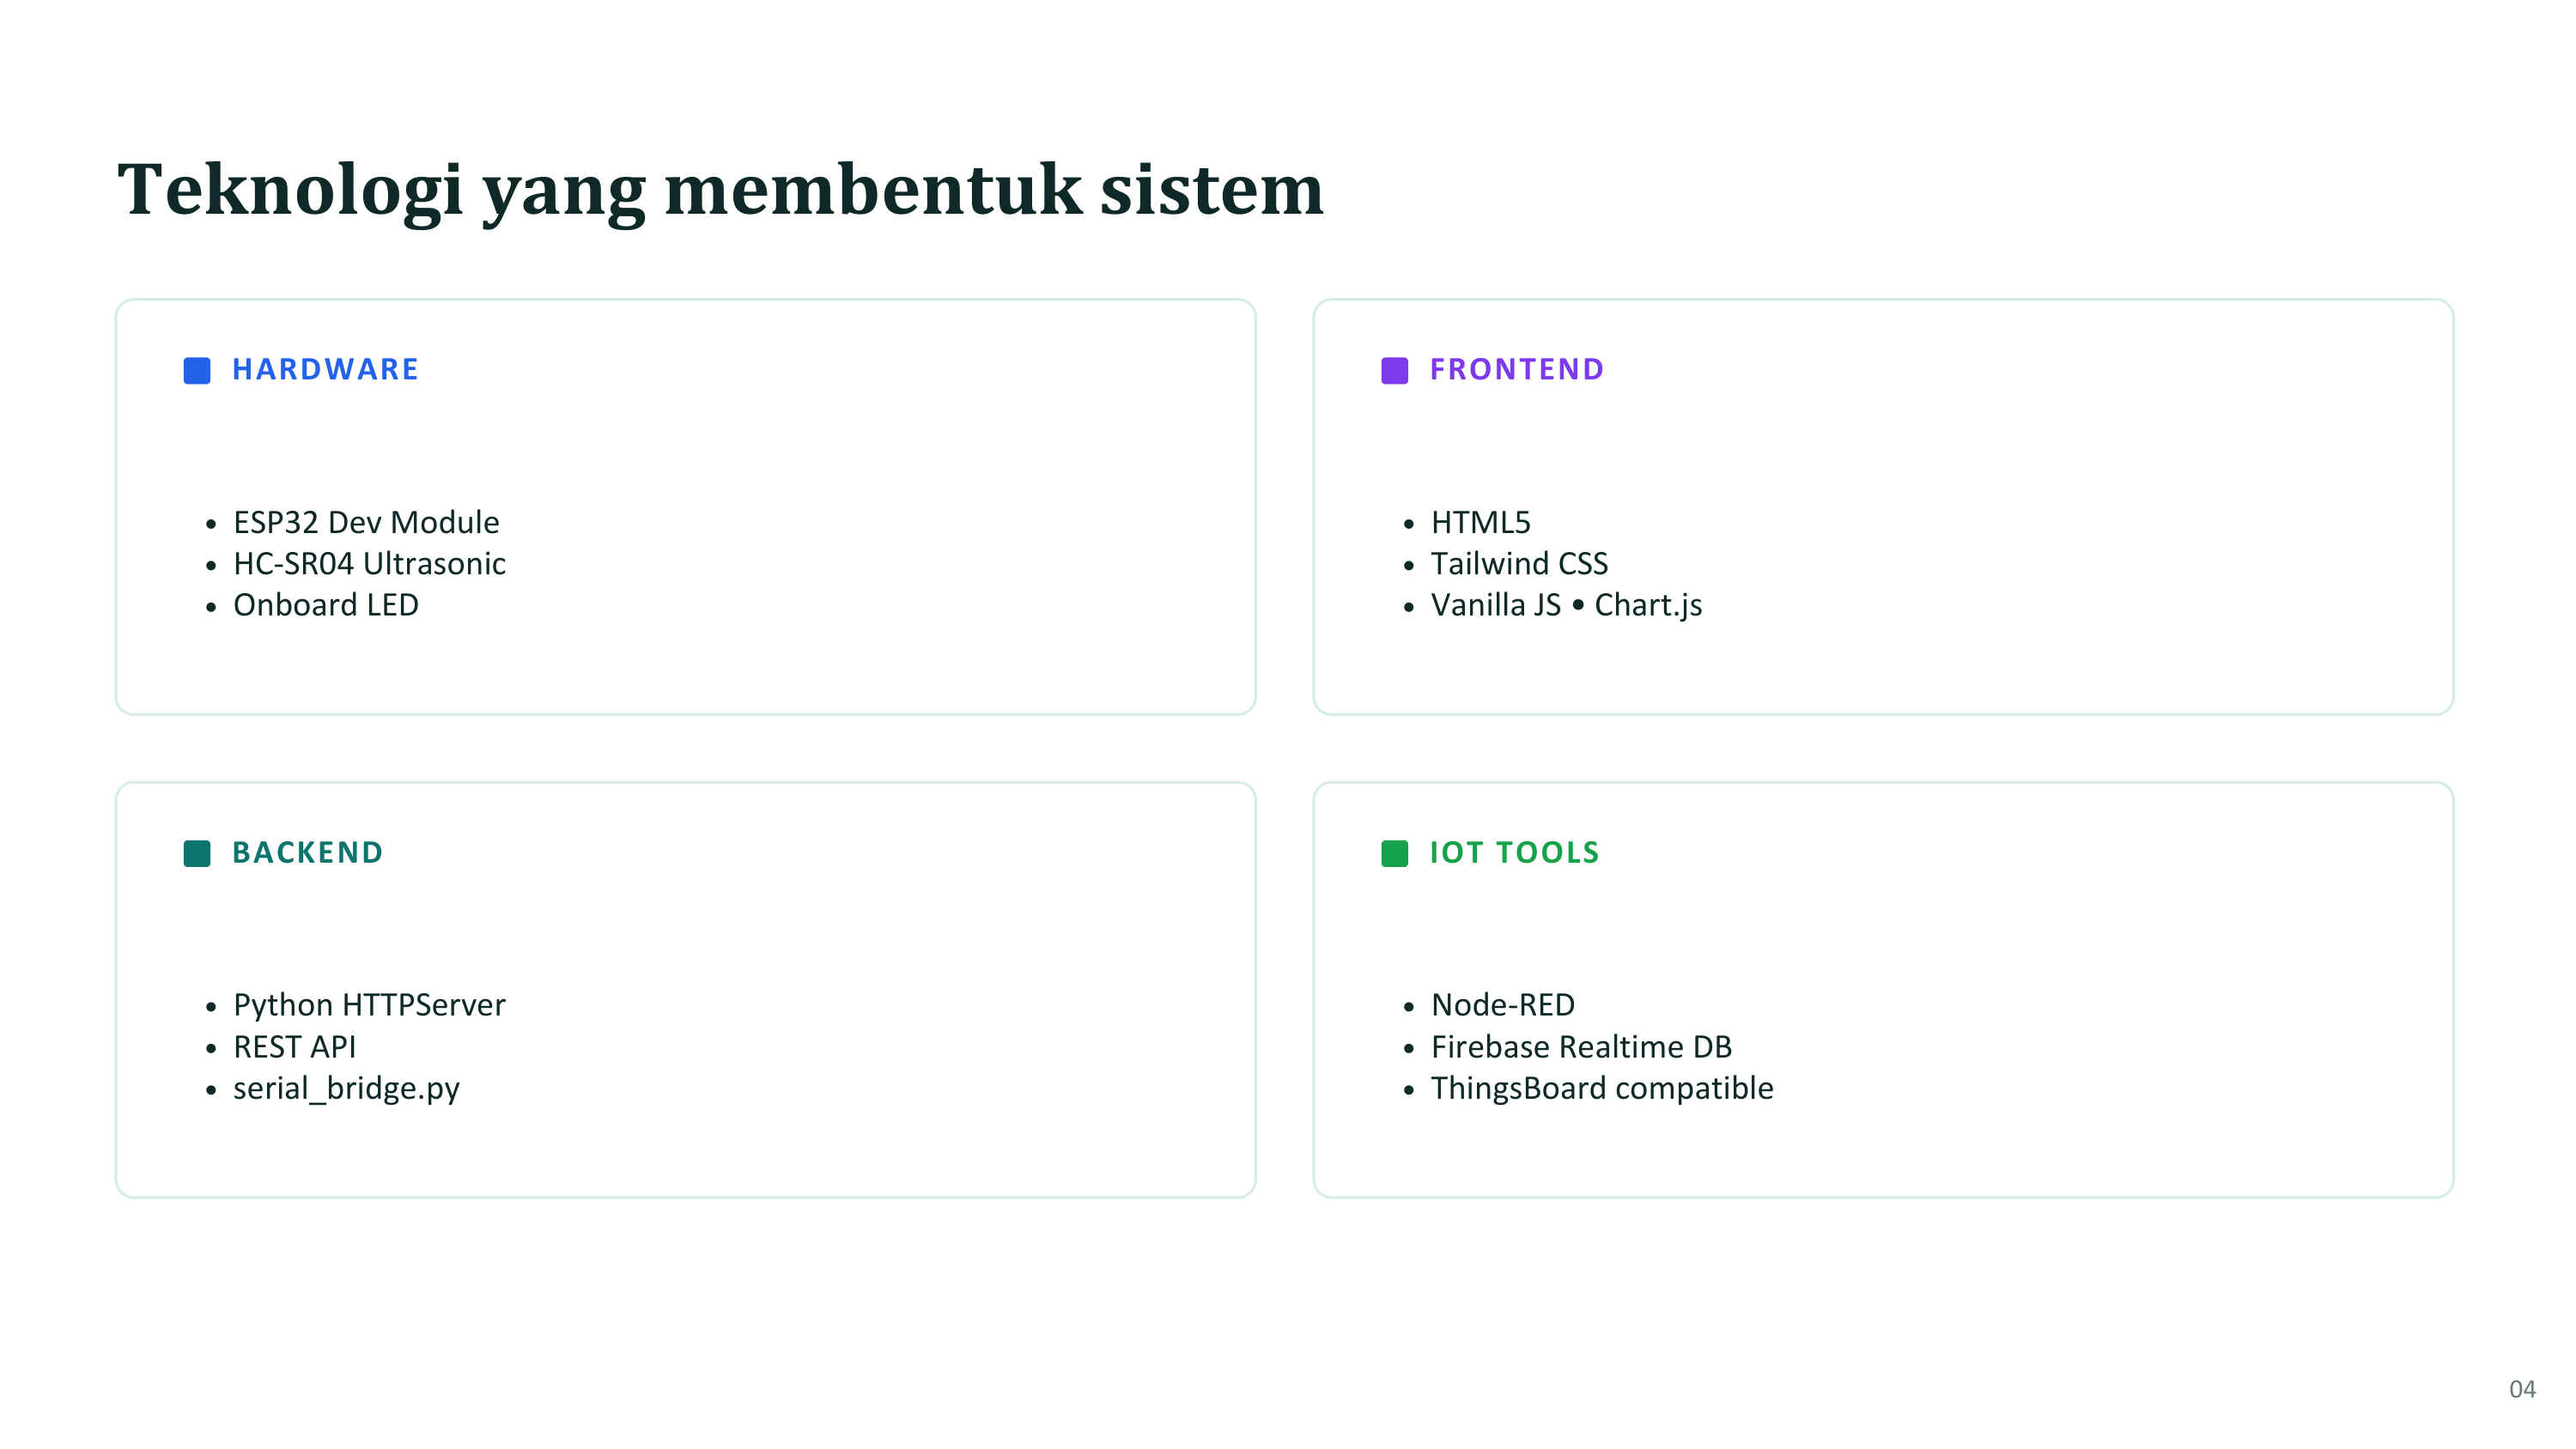 Teknologi yang membentuk sistem
HARDWARE
• ESP32 Dev Module
• HC-SR04 Ultrasonic
• Onboard LED
FRONTEND
• HTML5
• Tailwind CSS
• Vanilla JS • Chart.js
BACKEND
• Python HTTPServer
• REST API
• serial_bridge.py
IOT TOOLS
• Node-RED
• Firebase Realtime DB
• ThingsBoard compatible
04